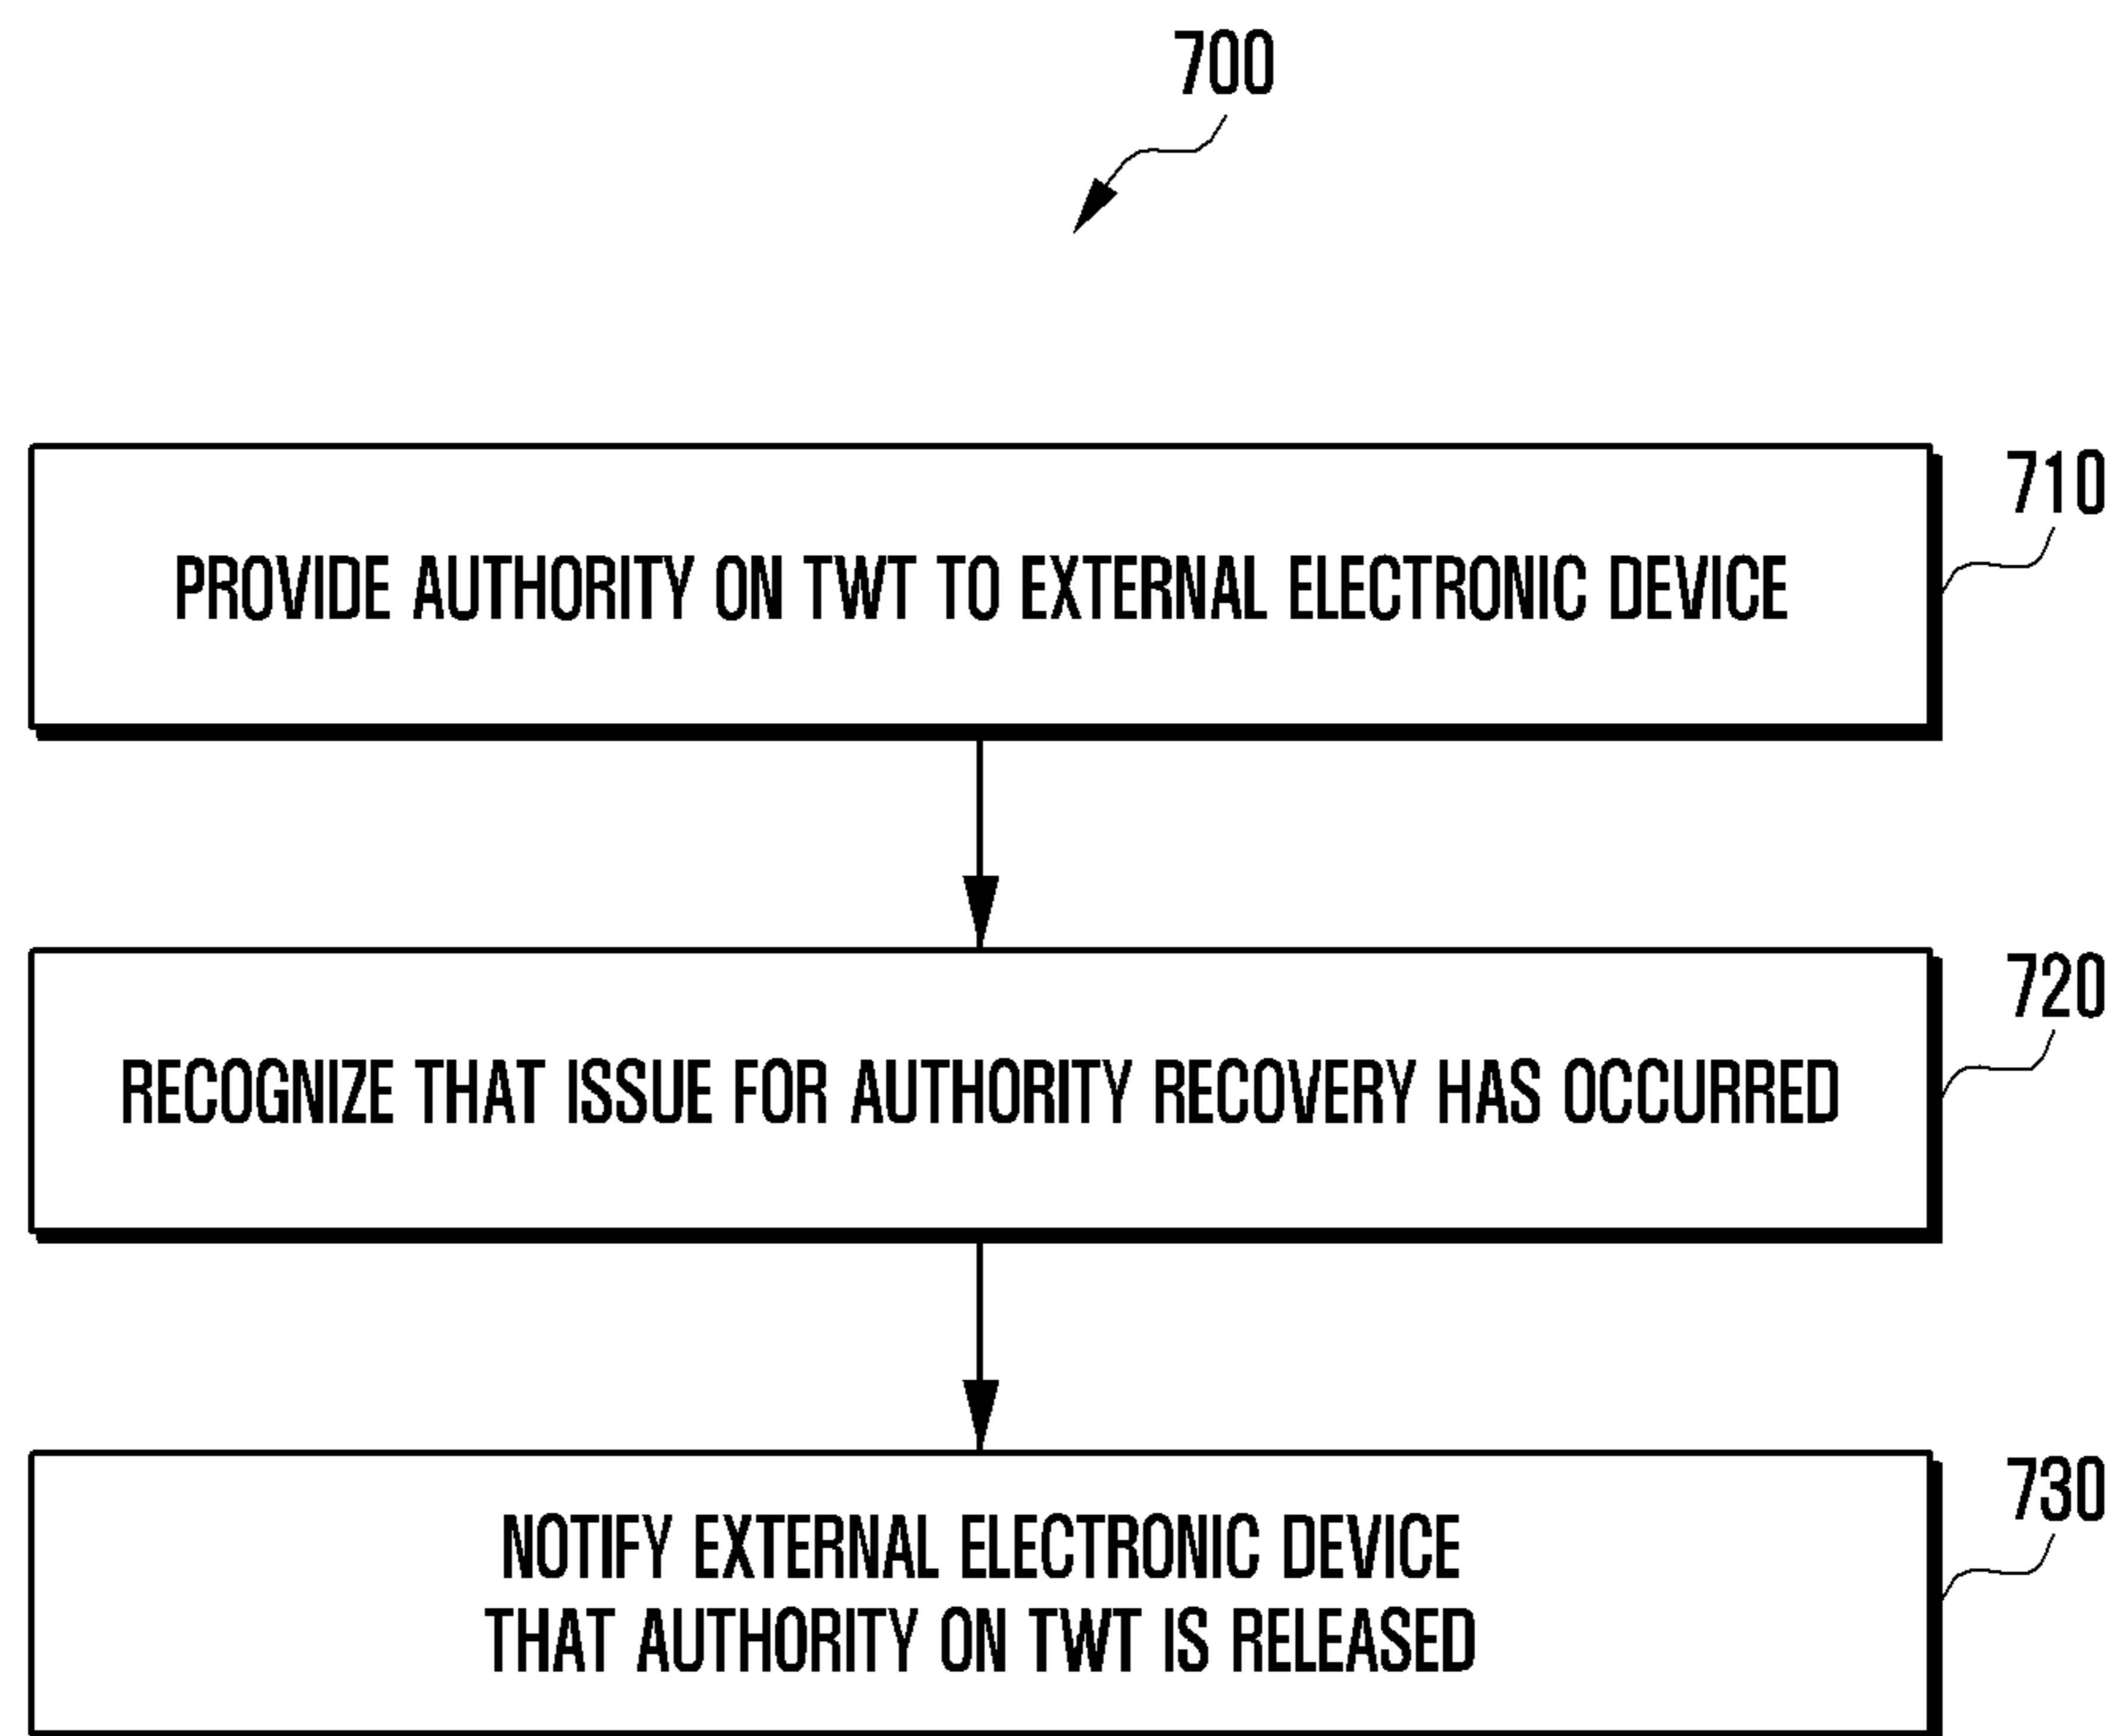 700
710
PROVIDE AUTHORITY ON TWT TO EXTERNAL ELECTRONIC DEVICE
720
RECOGNIZE THAT ISSUE FOR AUTHORITY RECOVERY HAS OCCURRED
730
NOTIFY EXTERNAL ELECTRONIC DEVICE
THAT AUTHORITY ON TWT IS RELEASED